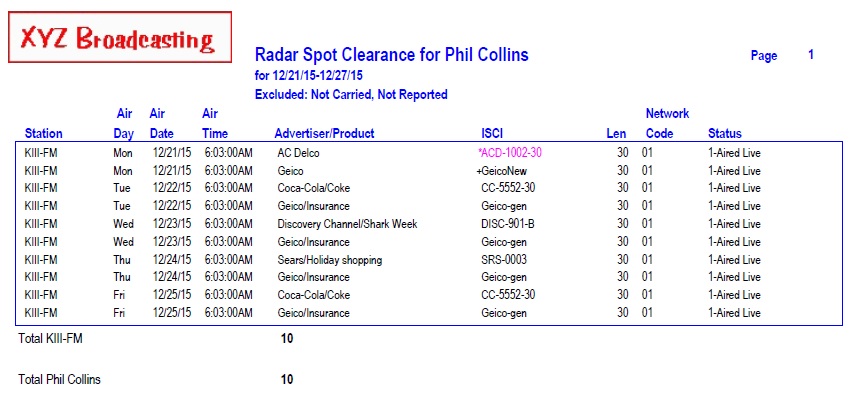 XYZ Broadcasting
Radar Spot Clearance for Phil Collins Page 1
for 12/21/15-12/27/15
Excluded: Not Carried, Not Reported
Air Air Air Network
Station Day Date Time Advertiser/Product ISCI Len Code Status
KIII-FM Mon 12/21/15 6:03:00AM AC Delco *ACD-1002-30 30 01 1-Aired Live
KIII-FM Mon 12/21/15 6:03:00AM Geico +GeicoNew 30 01 1-Aired Live
KIII-FM Tue 12/22/15 6:03:00AM Coca-Cola/Coke CC-5552-30 30 01 1-Aired Live
KIII-FM Tue 12/22/15 6:03:00AM Geico/Insurance Geico-gen 30 01 1-Aired Live
KIII-FM Wed 12/23/15 6:03:00AM Discovery Channel/Shark Week DISC-901-B 30 01 1-Aired Live
KIII-FM Wed 12/23/15 6:03:00AM Geico/Insurance Geico-gen 30 01 1-Aired Live
KIII-FM Thu 12/24/15 6:03:00AM Sears/Holiday shopping SRS-0003 30 01 1-Aired Live
KIII-FM Thu 12/24/15 6:03:00AM Geico/Insurance Geico-gen 30 01 1-Aired Live
KIII-FM Fri 12/25/15 6:03:00AM Coca-Cola/Coke CC-5552-30 30 01 1-Aired Live
KIII-FM Fri 12/25/15 6:03:00AM Geico/Insurance Geico-gen 30 01 1-Aired Live
Total KIII-FM 10
Total Phil Collins 10